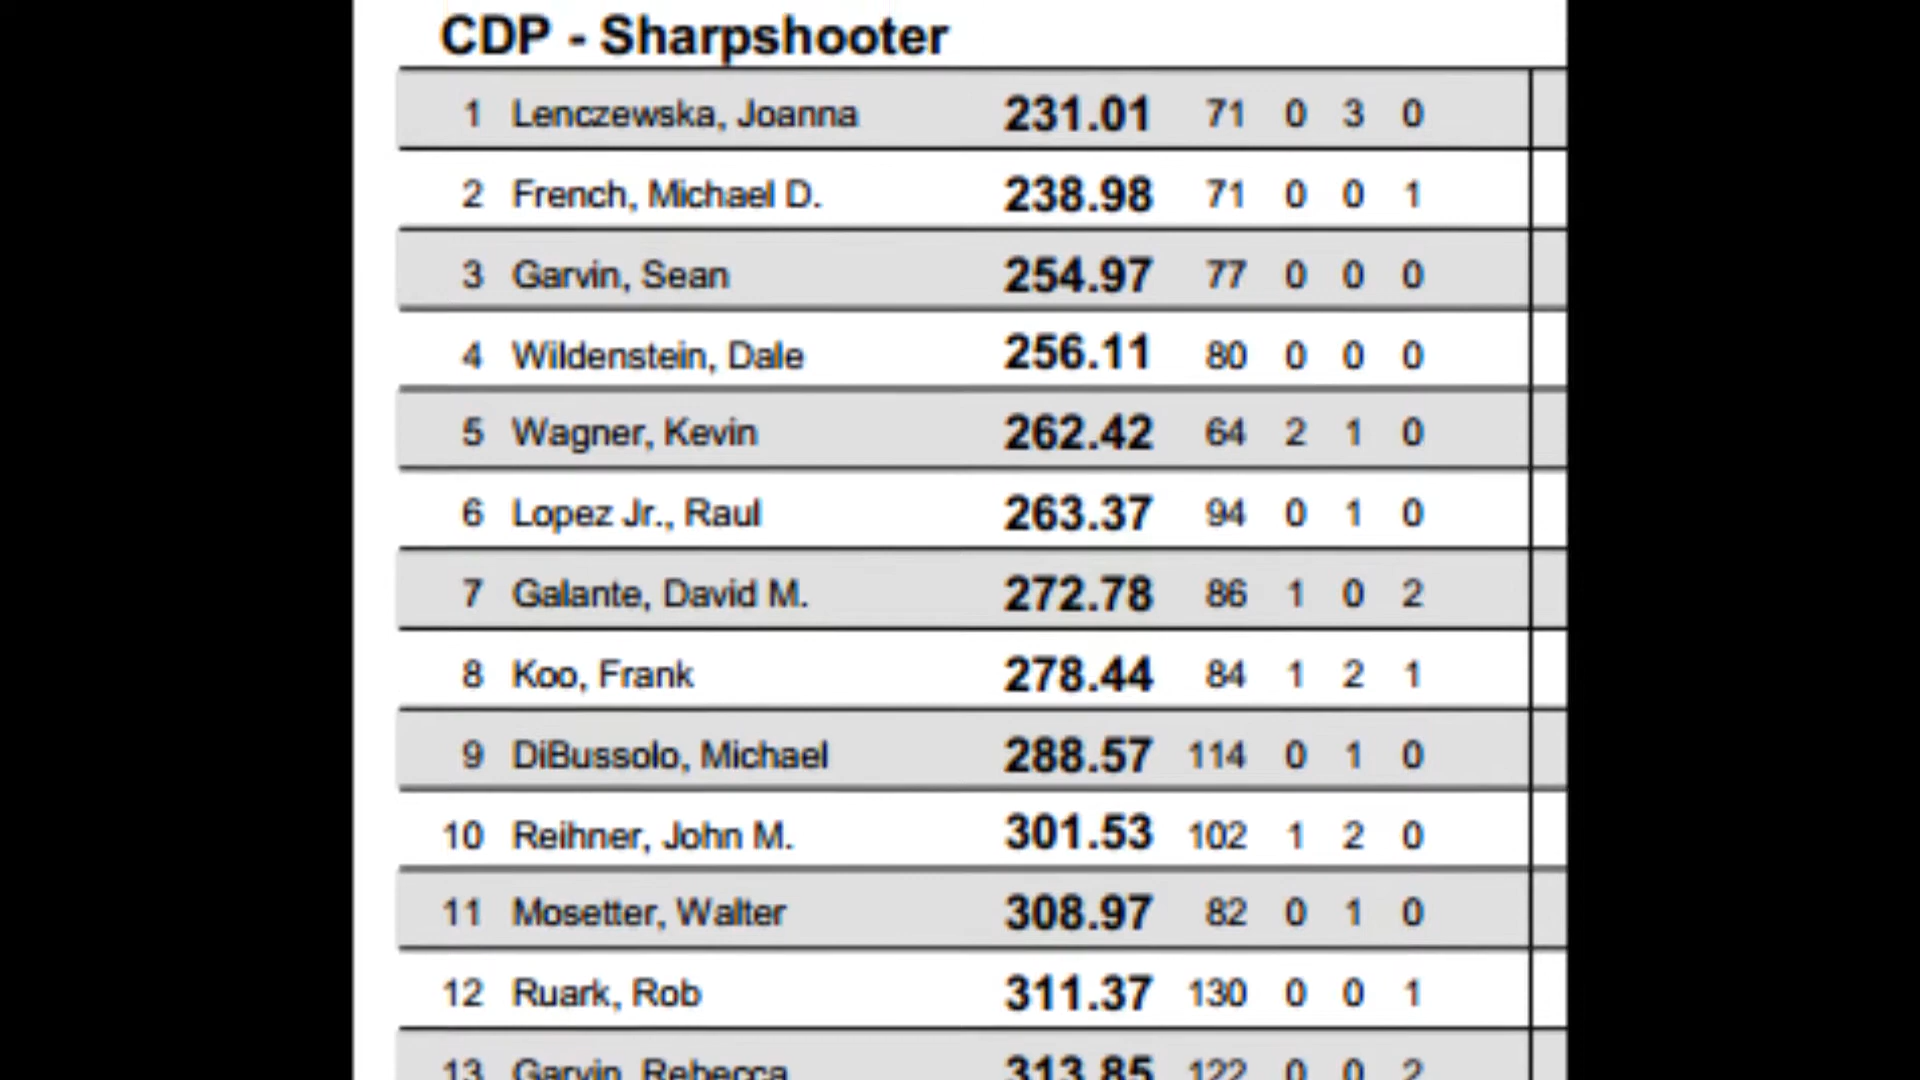 CDP - Sharpshooter
1 Lenczewska, Joanna 231.01 71 0 3 0
2 French, Michael D. 238.98 71 0 0 1
3 Garvin, Sean 254.97 77 0 0 0
4 Wildenstein, Dale 256.11 80 0 0 0
5 Wagner, Kevin 262.42 64 2 1 0
6 Lopez Jr., Raul 263.37 94 0 1 0
7 Galante, David M. 272.78 86 1 0 2
8 Koo, Frank 278.44 84 1 2 1
9 DiBussolo, Michael 288.57 114 0 1 0
10 Reihner, John M. 301.53 102 1 2 0
11 Mosetter, Walter 308.97 82 0 1 0
12 Ruark, Rob 311.37 130 0 0 1
13 Garvin, Rebecca 313.85 122 0 0 2